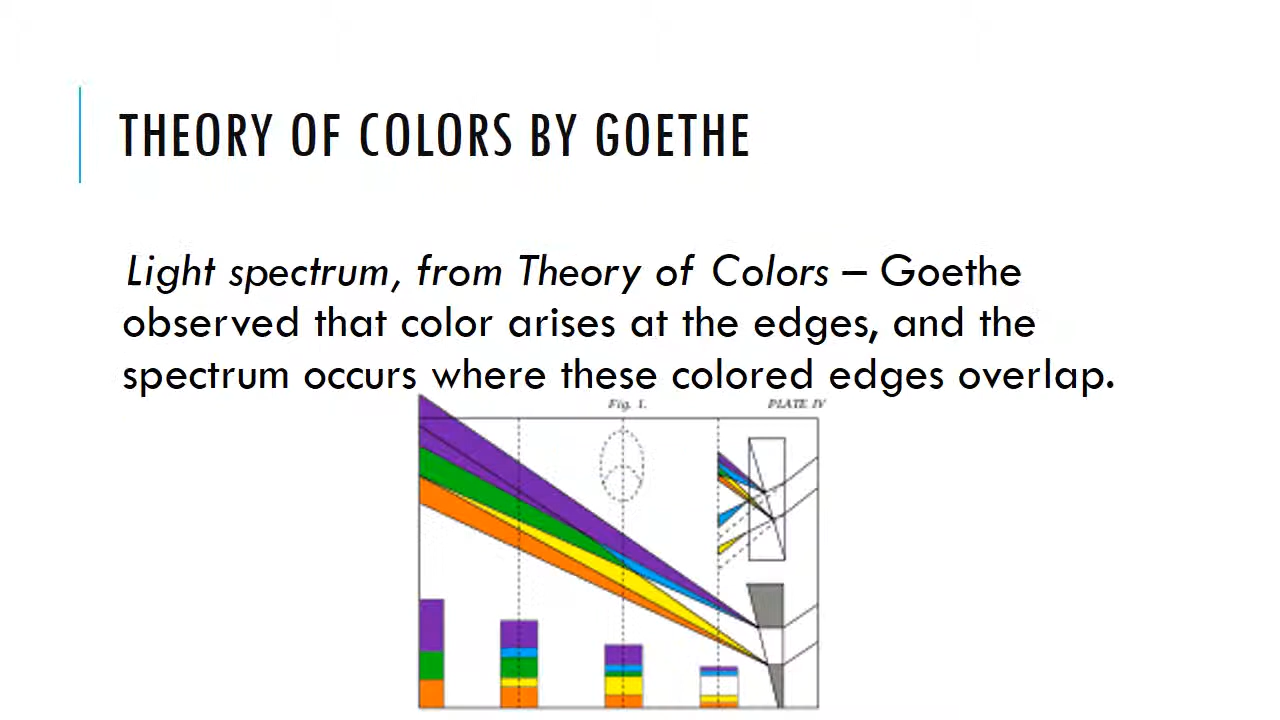 THEORY OF COLORS BY GOETHE
Light spectrum, from Theory of Colors – Goethe
observed that color arises at the edges, and the
spectrum occurs where these colored edges overlap.
Fig. 1. PLATE IV